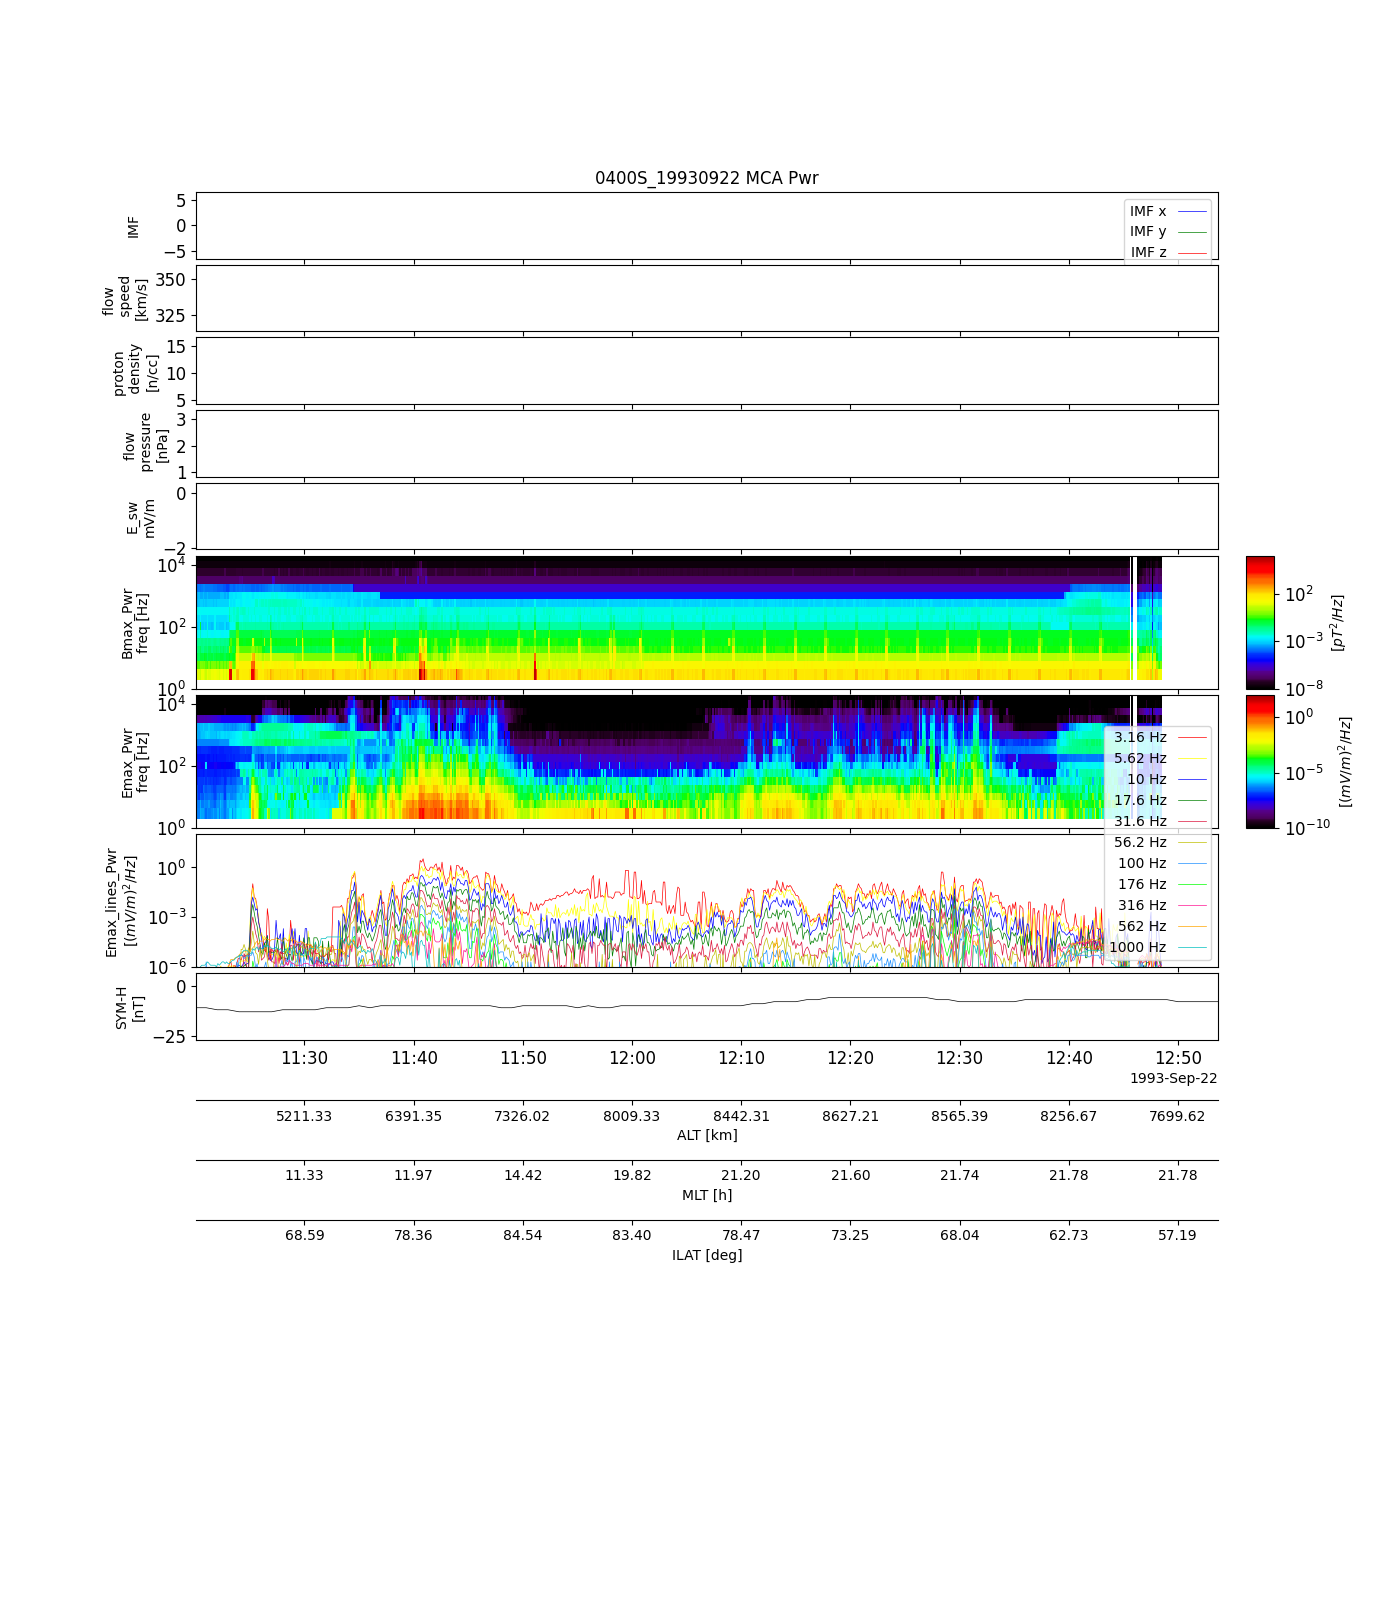 0400S_19930922 MCA Pwr
IMF
5
0
−5
IMF x
IMF y
IMF z
flow
speed
[km/s]
350
325
proton
density
[n/cc]
15
10
5
flow
pressure
[nPa]
3
2
1
E_sw
mV/m
0
−2
Bmax_Pwr
freq [Hz]
10^4
10^2
10^0
10^2
10^−3
10^−8
[pT^2/Hz]
Emax_Pwr
freq [Hz]
10^4
10^2
10^0
10^0
10^−5
10^−10
[(mV/m)^2/Hz]
3.16 Hz
5.62 Hz
10 Hz
17.6 Hz
31.6 Hz
56.2 Hz
100 Hz
176 Hz
316 Hz
562 Hz
1000 Hz
Emax_lines_Pwr
[(mV/m)^2/Hz]
10^0
10^−3
10^−6
SYM-H
[nT]
0
−25
11:30 11:40 11:50 12:00 12:10 12:20 12:30 12:40 12:50
1993-Sep-22
5211.33 6391.35 7326.02 8009.33 8442.31 8627.21 8565.39 8256.67 7699.62
ALT [km]
11.33 11.97 14.42 19.82 21.20 21.60 21.74 21.78 21.78
MLT [h]
68.59 78.36 84.54 83.40 78.47 73.25 68.04 62.73 57.19
ILAT [deg]